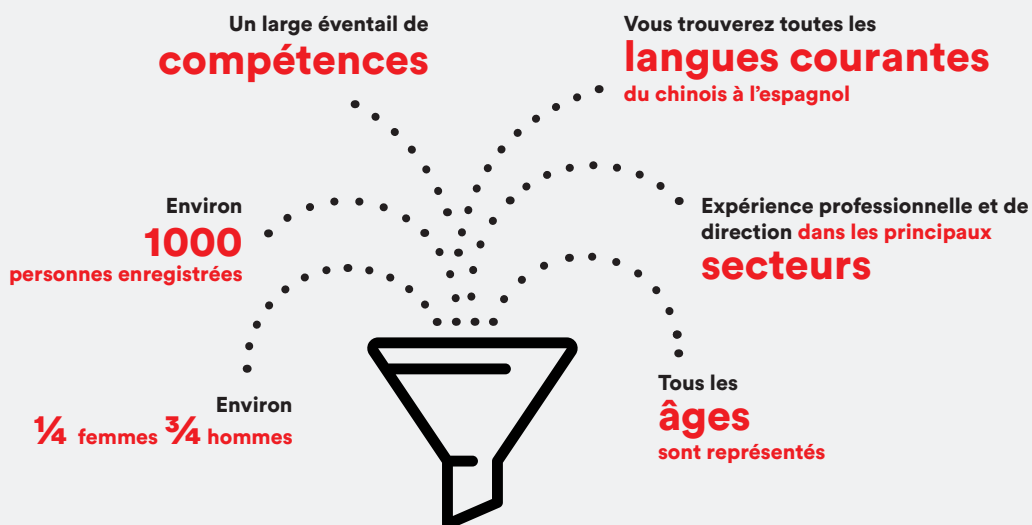 Un large éventail de
compétences
Vous trouverez toutes les
langues courantes
du chinois à l’espagnol
Environ
1000
personnes enregistrées
Expérience professionnelle et de
direction dans les principaux
secteurs
Environ
¼ femmes ¾ hommes
Tous les
âges
sont représentés